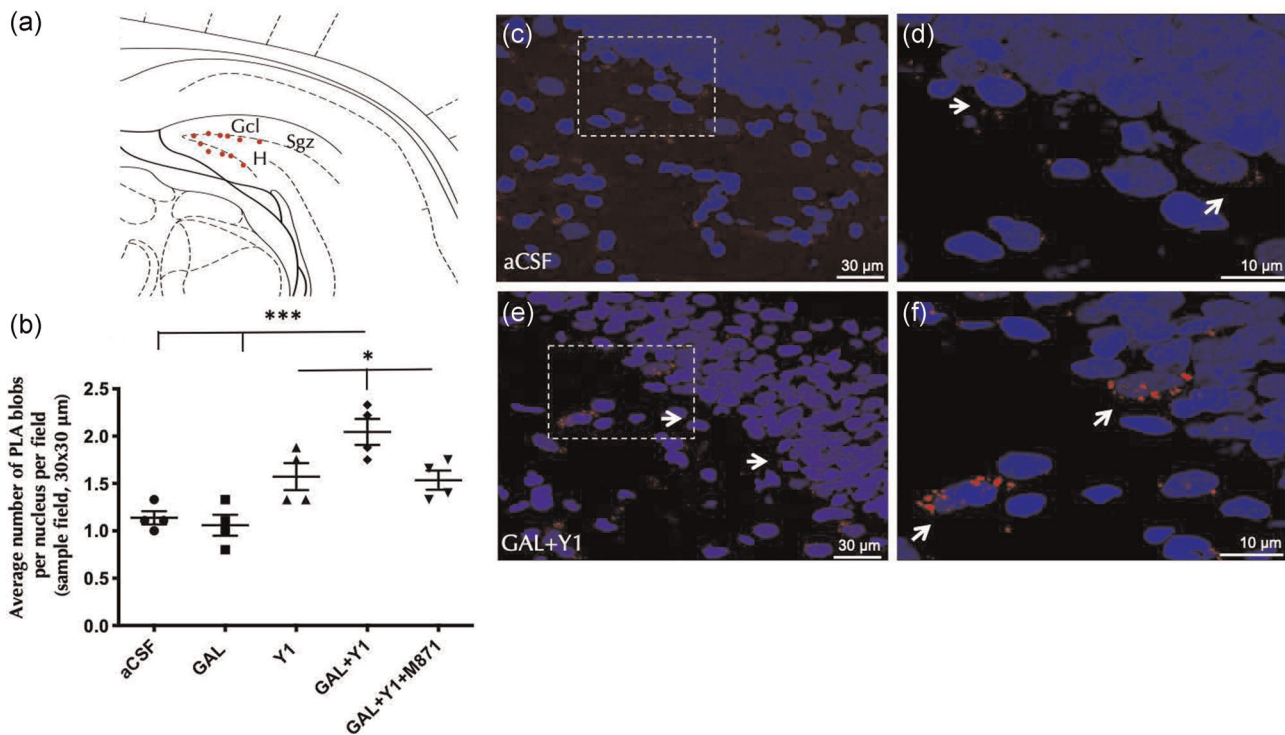 (a)
Gcl
Sgz
H
(b)
***
*
Average number of PLA blobs
per nucleus per field
(sample field, 30x30 µm)
2.5
2.0
1.5
1.0
0.5
0.0
aCSF
GAL
Y1
GAL+Y1
GAL+Y1+M871
(c)
aCSF
30 µm
(d)
10 µm
(e)
GAL+Y1
30 µm
(f)
10 µm